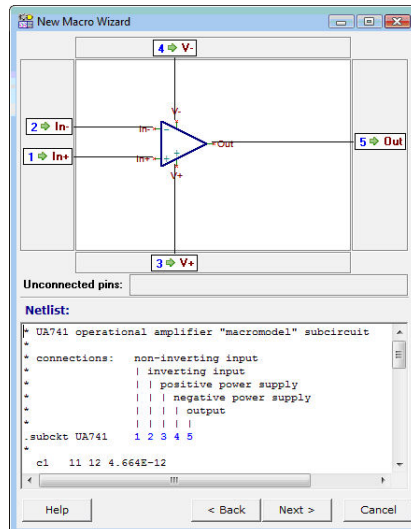 New Macro Wizard
4 ⇨ V-
V-
2 ⇨ In-
In-
5 ⇨ Out
Out
1 ⇨ In+
In+
V+
3 ⇨ V+
Unconnected pins:
Netlist:
* UA741 operational amplifier "macromodel" subcircuit
*
* connections: non-inverting input
* | inverting input
* | | positive power supply
* | | | negative power supply
* | | | | output
* | | | | |
.subckt UA741 1 2 3 4 5
*
c1 11 12 4.664E-12
Help
< Back
Next >
Cancel